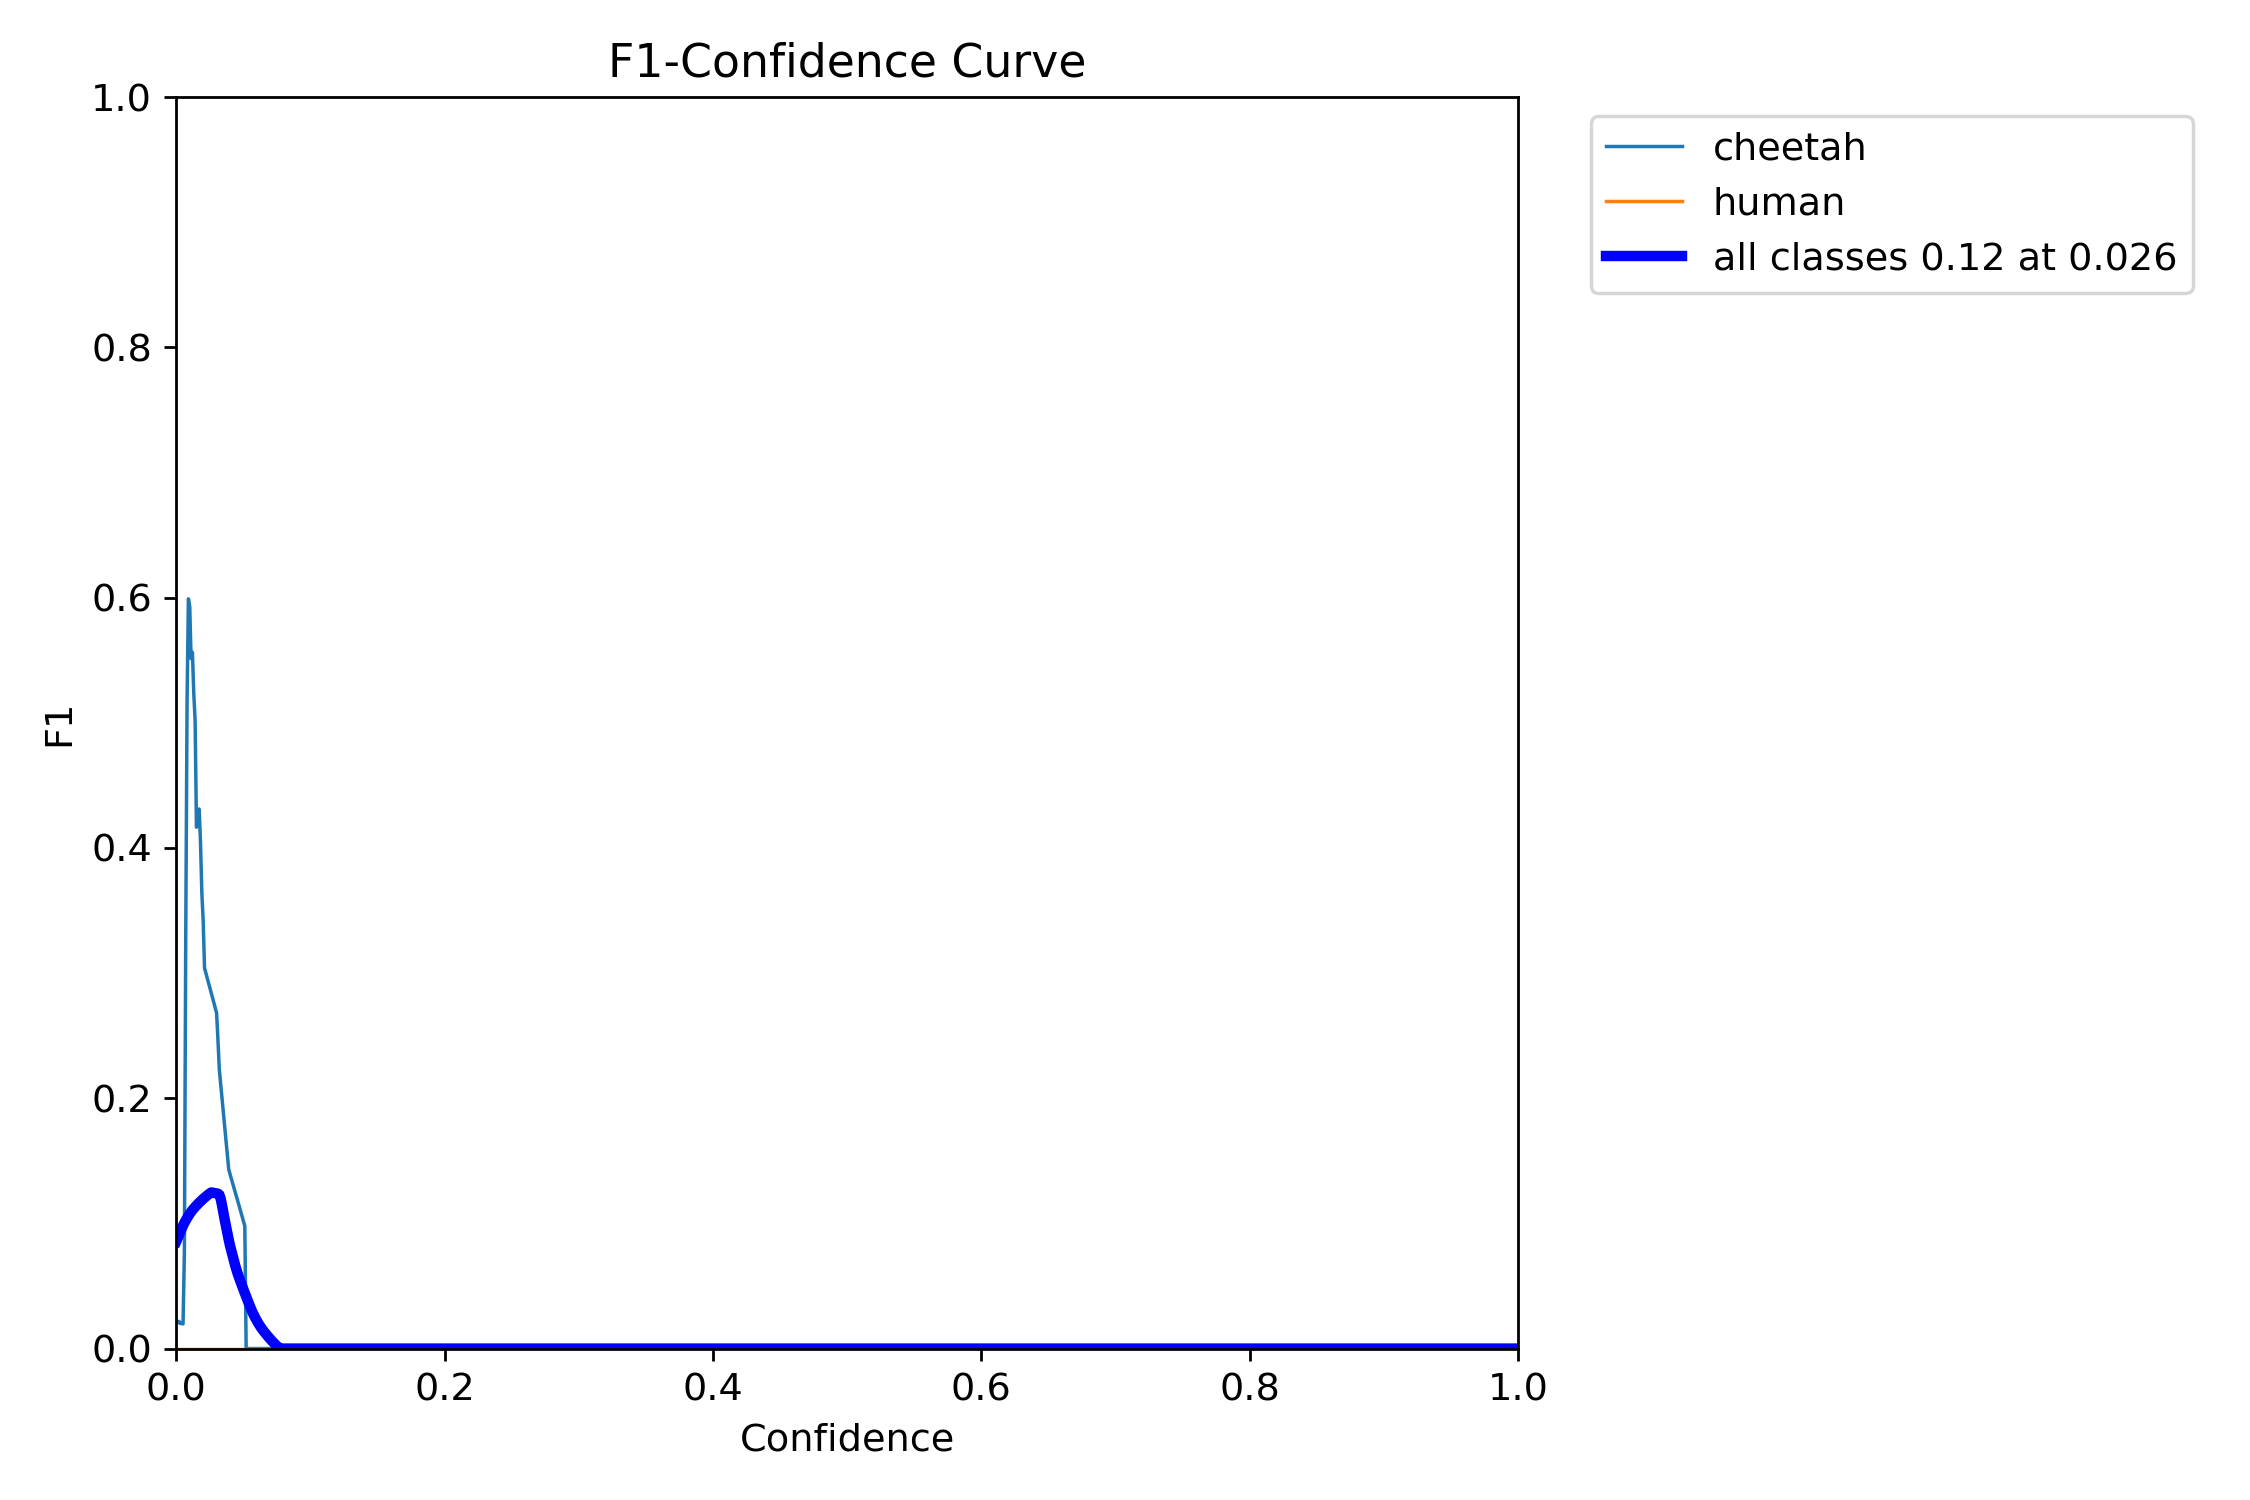 F1-Confidence Curve
1.0
0.8
0.6
0.4
0.2
0.0
F1
0.0 0.2 0.4 0.6 0.8 1.0
Confidence
cheetah
human
all classes 0.12 at 0.026